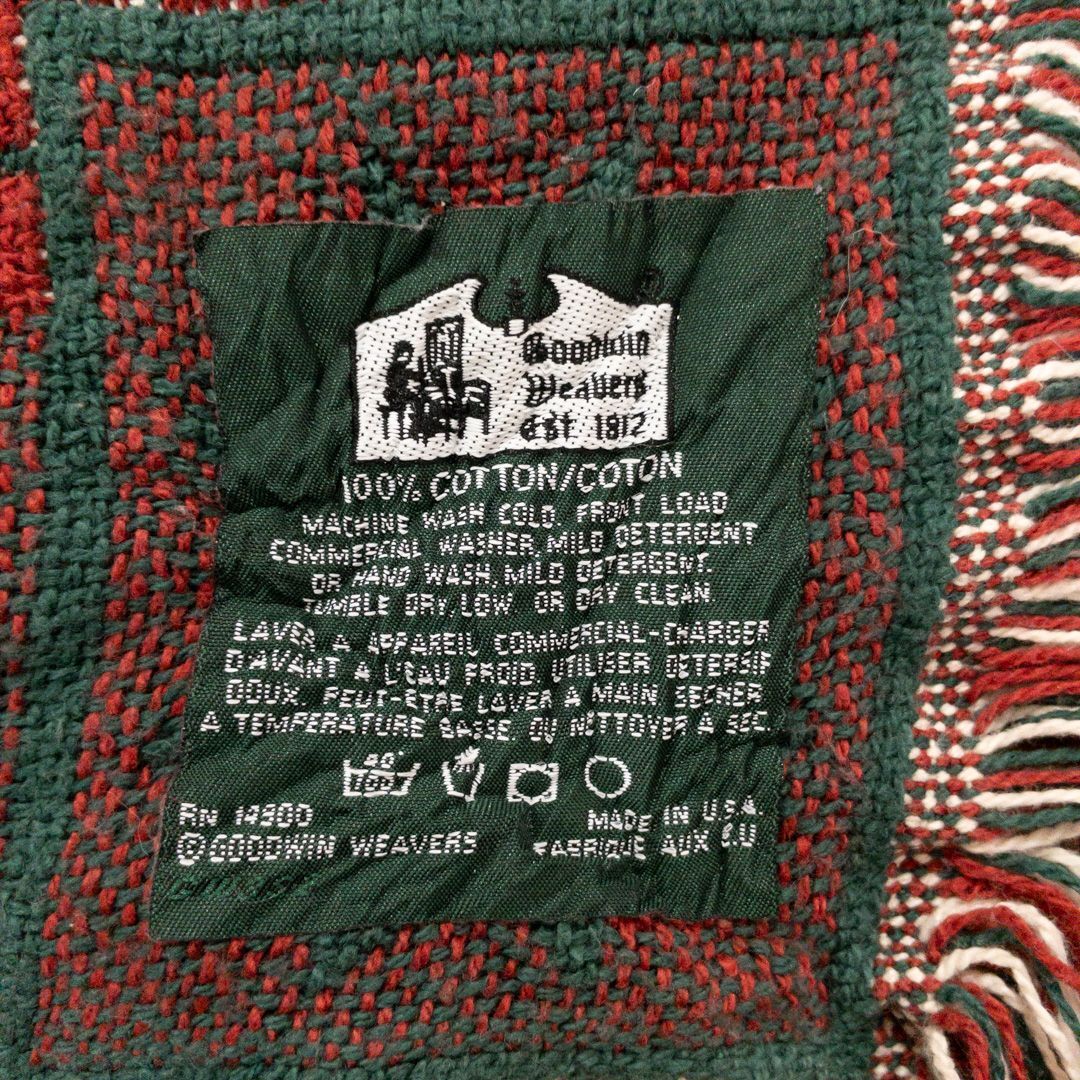 ®
Goodwin
Weavers
Est 1812
100% COTTON/COTON
MACHINE WASH COLD, FRONT LOAD
COMMERCIAL WASHER, MILD DETERGENT
OR HAND WASH, MILD DETERGENT.
TUMBLE DRY, LOW OR DRY CLEAN
LAVER A APPAREIL COMMERCIAL-CHARGER
D'AVANT A L'EAU FROID, UTILISER DETERSIF
DOUX. PEUT-ETRE LAVER A MAIN. SECHER
A TEMPERATURE BASSE, OU NOTTOYER A SEC.
RN
©GOODWIN WEAVERS
MADE IN U.S.A.
FABRIQUE AUX E.U